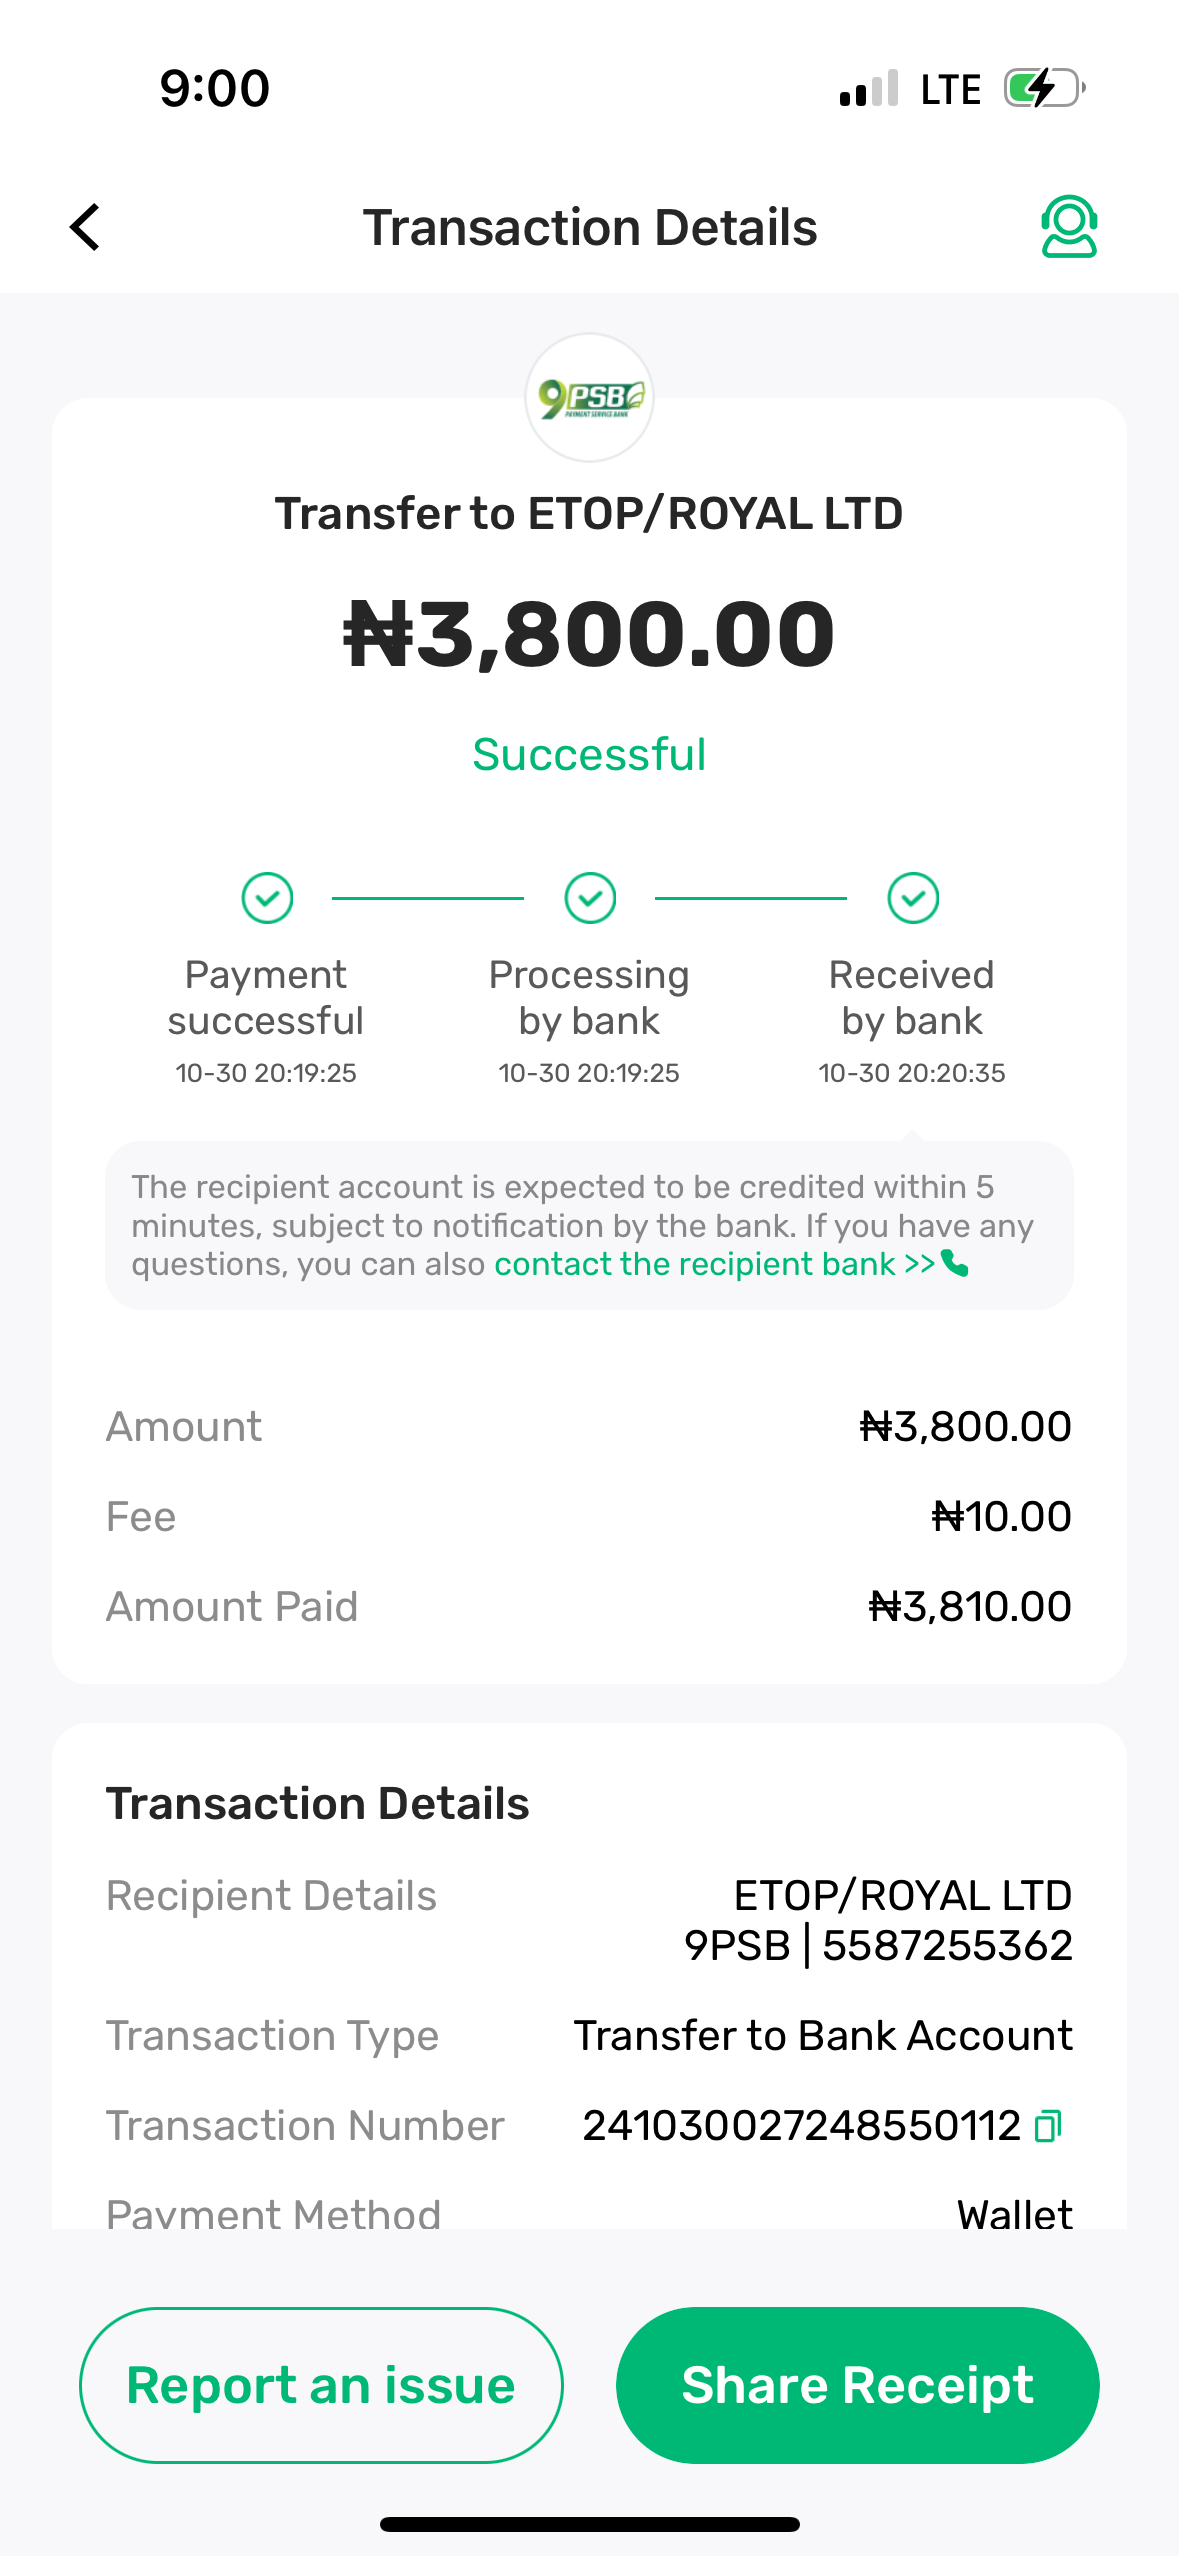 9:00
LTE
Transaction Details
9PSB
PAYMENT SERVICE BANK
Transfer to ETOP/ROYAL LTD
₦3,800.00
Successful
Payment
successful
10-30 20:19:25
Processing
by bank
10-30 20:19:25
Received
by bank
10-30 20:20:35
The recipient account is expected to be credited within 5
minutes, subject to notification by the bank. If you have any
questions, you can also contact the recipient bank >>
Amount ₦3,800.00
Fee ₦10.00
Amount Paid ₦3,810.00
Transaction Details
Recipient Details ETOP/ROYAL LTD
9PSB | 5587255362
Transaction Type Transfer to Bank Account
Transaction Number 241030027248550112
Payment Method Wallet
Report an issue
Share Receipt